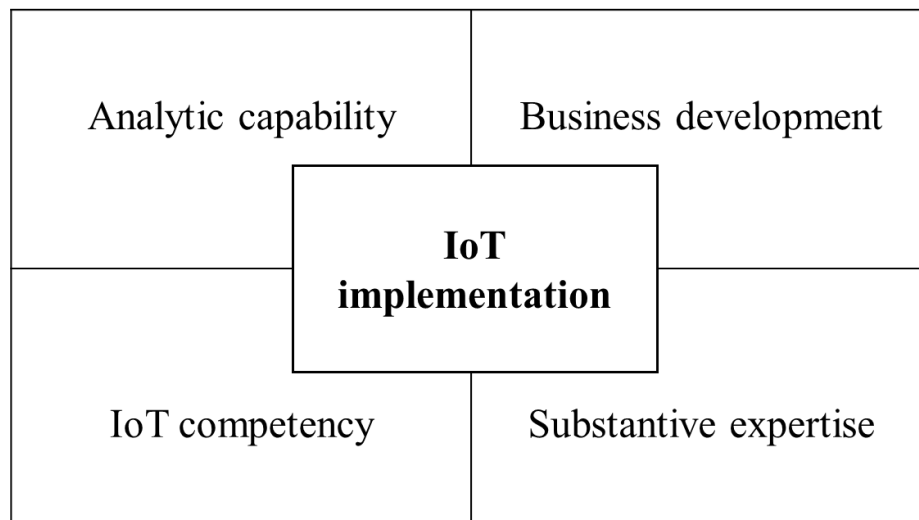 Analytic capability
Business development
IoT
implementation
IoT competency
Substantive expertise